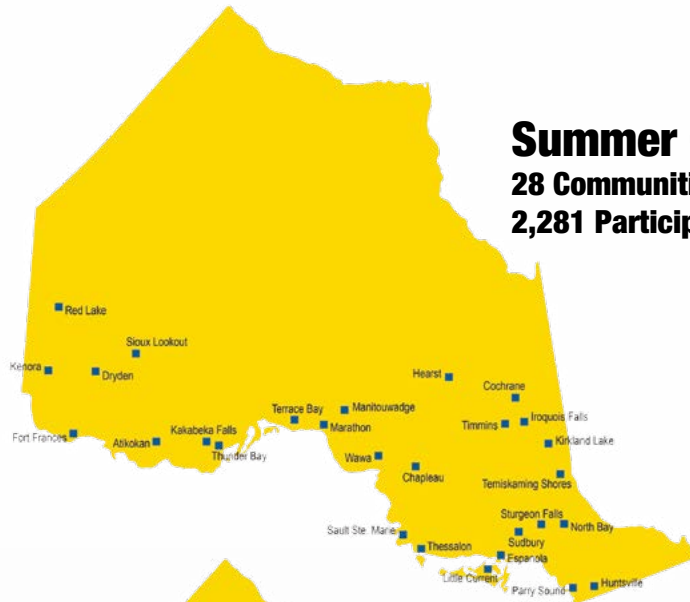 Summer
28 Communiti
2,281 Particip
Red Lake
Sioux Lookout
Kenora
Dryden
Hearst
Cochrane
Terrace Bay
Manitouwadge
Iroquois Falls
Timmins
Marathon
Fort Frances
Atikokan
Kakabeka Falls
Kirkland Lake
Thunder Bay
Wawa
Chapleau
Temiskaming Shores
Sturgeon Falls
North Bay
Sault Ste. Marie
Sudbury
Thessalon
Espanola
Little Current
Parry Sound
Huntsville